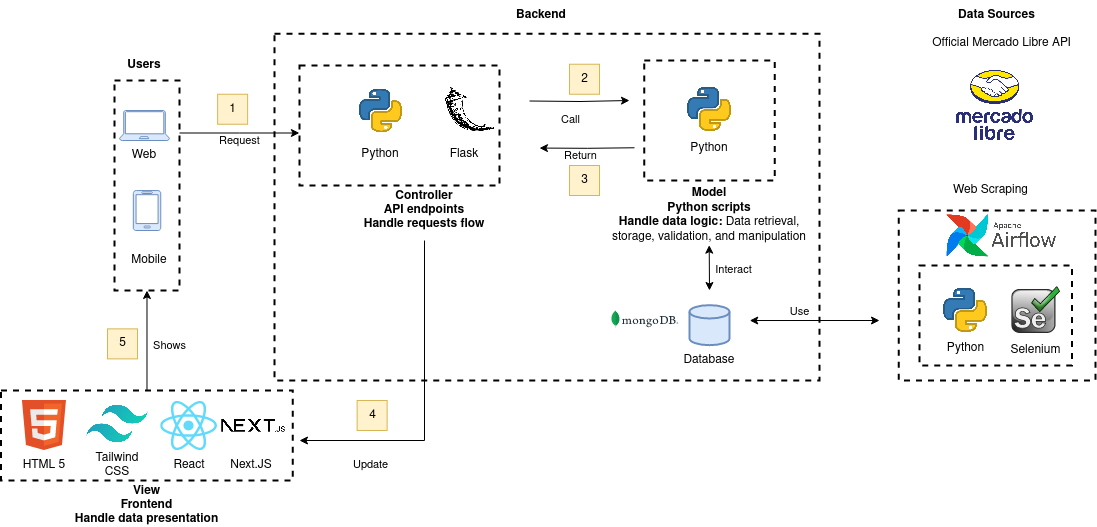 Backend
Data Sources
Official Mercado Libre API
mercado
libre
Users
Web
Mobile
1
Request
Python
Flask
Controller
API endpoints
Handle requests flow
2
Call
Return
3
Python
Model
Python scripts
Handle data logic: Data retrieval,
storage, validation, and manipulation
Interact
mongoDB.
Database
Use
Web Scraping
Apache
Airflow
Python
Se
Selenium
5
Shows
4
Update
5
HTML 5
Tailwind
CSS
React
NEXT.JS
Next.JS
View
Frontend
Handle data presentation